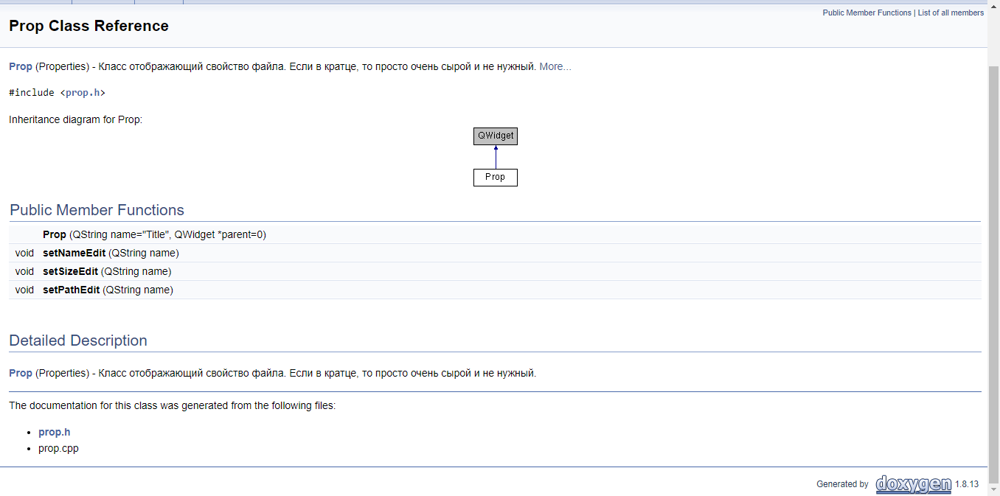 Public Member Functions | List of all members
Prop Class Reference
Prop (Properties) - Класс отображающий свойство файла. Если в кратце, то просто очень сырой и не нужный. More...
#include <prop.h>
Inheritance diagram for Prop:
QWidget
Prop
Public Member Functions
Prop (QString name="Title", QWidget *parent=0)
void setNameEdit (QString name)
void setSizeEdit (QString name)
void setPathEdit (QString name)
Detailed Description
Prop (Properties) - Класс отображающий свойство файла. Если в кратце, то просто очень сырой и не нужный.
The documentation for this class was generated from the following files:
• prop.h
• prop.cpp
Generated by doxygen 1.8.13